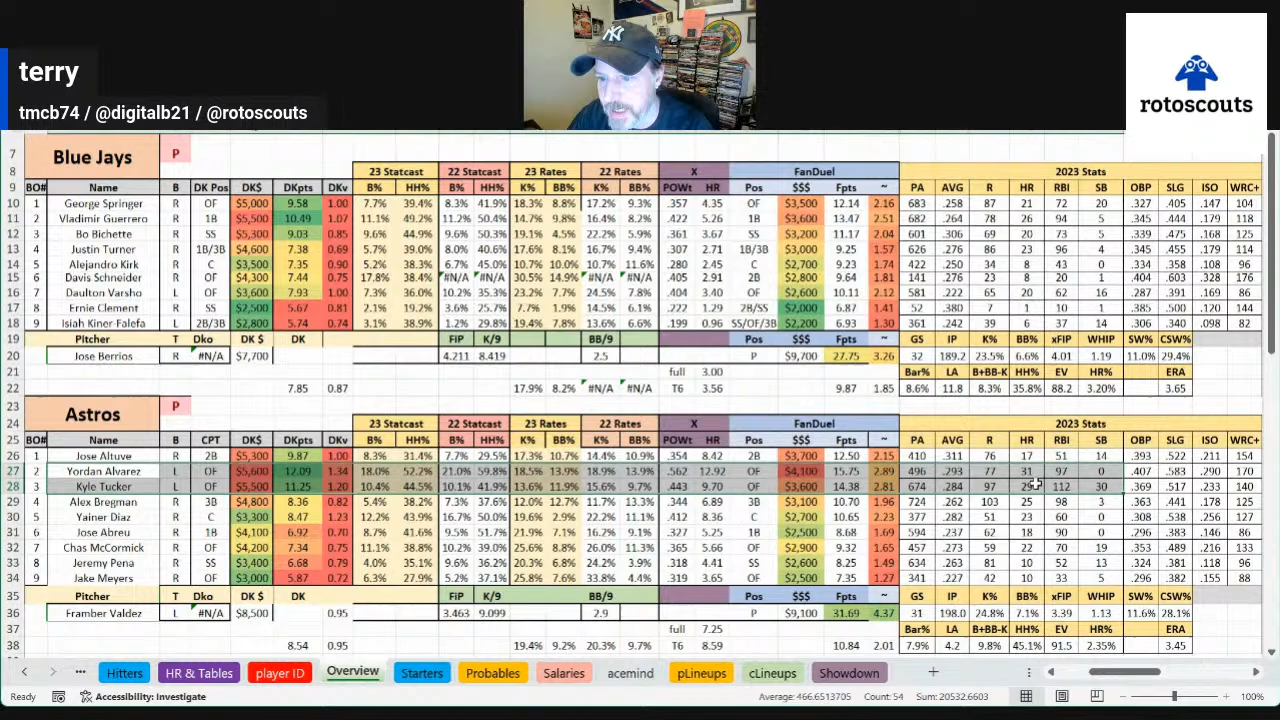 terry
tmcb74 / @digitalb21 / @rotoscouts
rotoscouts
7 Blue Jays P
8 23 Statcast 22 Statcast 23 Rates 22 Rates X FanDuel 2023 Stats
9 BO# Name B DK Pos DK$ DKpts DKv B% HH% B% HH% K% BB% K% BB% POWt HR Pos $$$ Fpts ~ PA AVG R HR RBI SB OBP SLG ISO WRC+
10 1 George Springer R OF $5,000 9.58 1.00 7.7% 39.4% 8.3% 41.9% 18.3% 8.8% 17.2% 9.3% .357 4.35 OF $3,500 12.14 2.16 683 .258 87 21 72 20 .327 .405 .147 104
11 2 Vladimir Guerrero R 1B $5,500 10.49 1.07 11.1% 49.2% 11.2% 50.4% 14.7% 9.8% 16.4% 8.2% .422 5.26 1B $3,600 13.47 2.51 682 .264 78 26 94 5 .345 .444 .179 118
12 3 Bo Bichette R SS $5,300 9.03 0.85 9.6% 44.9% 9.6% 50.3% 19.1% 4.5% 22.2% 5.9% .361 3.67 SS $3,200 11.17 2.04 601 .306 69 20 73 5 .339 .475 .168 125
13 4 Justin Turner R 1B/3B $4,600 7.38 0.69 5.7% 39.0% 8.0% 40.6% 17.6% 8.1% 16.7% 9.4% .307 2.71 1B/3B $3,000 9.25 1.57 626 .276 86 23 96 4 .345 .455 .179 114
14 5 Alejandro Kirk R C $3,500 7.35 0.90 5.2% 38.3% 6.7% 45.0% 10.7% 10.0% 10.7% 11.6% .280 2.45 C $2,700 9.23 1.74 422 .250 34 8 43 0 .334 .358 .108 96
15 6 Davis Schneider R OF $4,300 7.44 0.75 17.8% 38.4% #N/A #N/A 30.5% 14.9% #N/A #N/A .405 2.91 2B $2,800 9.64 1.81 141 .276 23 8 20 1 .404 .603 .328 176
16 7 Daulton Varsho L OF $3,600 7.93 1.00 7.3% 36.0% 10.2% 35.3% 23.2% 7.7% 24.5% 7.8% .404 3.40 OF $2,600 10.11 2.12 581 .222 65 20 62 16 .287 .391 .169 86
17 8 Ernie Clement R SS $2,500 5.67 0.81 2.1% 19.2% 3.6% 25.7% 7.7% 1.9% 14.5% 6.1% .222 1.29 2B/SS $2,000 6.87 1.41 52 .380 7 1 10 1 .385 .500 .120 144
18 9 Isiah Kiner-Falefa L 2B/3B $2,800 5.74 0.74 3.1% 38.9% 1.2% 29.8% 19.4% 7.8% 13.6% 6.6% .199 0.96 SS/OF/3B $2,200 6.93 1.30 361 .242 39 6 37 14 .306 .340 .098 82
19 Pitcher T Dko DK $ DK FiP K/9 BB/9 Pos $$$ Fpts ~ GS IP K% BB% xFIP WHIP SW% CSW%
20 Jose Berrios R #N/A $7,700 4.211 8.419 2.5 P $9,700 27.75 3.26 32 189.2 23.5% 6.6% 4.01 1.19 11.0% 29.4%
21 full 3.00 Bar% LA B+BB-K HH% EV HR% ERA
22 7.85 0.87 17.9% 8.2% #N/A #N/A T6 3.56 9.87 1.85 8.6% 11.8 8.3% 35.8% 88.2 3.20% 3.65
23 Astros P
24 23 Statcast 22 Statcast 23 Rates 22 Rates X FanDuel 2023 Stats
25 BO# Name B CPT DK$ DKpts DKv B% HH% B% HH% K% BB% K% BB% POWt HR Pos $$$ Fpts ~ PA AVG R HR RBI SB OBP SLG ISO WRC+
26 1 Jose Altuve R 2B $5,300 9.87 1.00 8.3% 31.4% 7.7% 29.5% 17.3% 10.7% 14.4% 10.9% .354 8.42 2B $3,700 12.50 2.15 410 .311 76 17 51 14 .393 .522 .211 154
27 2 Yordan Alvarez L OF $5,600 12.09 1.34 18.0% 52.2% 21.0% 59.8% 18.5% 13.9% 18.9% 13.9% .562 12.92 OF $4,100 15.75 2.89 496 .293 77 31 97 0 .407 .583 .290 170
28 3 Kyle Tucker L OF $5,500 11.25 1.20 10.4% 44.5% 10.1% 41.9% 13.6% 11.9% 15.6% 9.7% .443 9.70 OF $3,600 14.38 2.81 674 .284 97 29 112 30 .369 .517 .233 140
29 4 Alex Bregman R 3B $4,800 8.36 0.82 5.4% 38.2% 7.3% 37.6% 12.0% 12.7% 11.7% 13.3% .344 6.89 3B $3,100 10.70 1.96 724 .262 103 25 98 3 .363 .441 .178 125
30 5 Yainer Diaz R C $3,300 8.47 1.23 12.2% 43.9% 16.7% 50.0% 19.6% 2.9% 22.2% 11.1% .412 8.36 C $2,700 10.65 2.23 377 .282 51 23 60 0 .308 .538 .256 127
31 6 Jose Abreu R 1B $4,100 6.92 0.70 8.7% 41.6% 9.5% 51.7% 21.9% 7.1% 16.2% 9.1% .327 5.25 1B $2,700 8.68 1.69 594 .237 62 18 90 0 .296 .383 .146 86
32 7 Chas McCormick R OF $4,200 7.34 0.75 11.1% 38.8% 10.2% 39.0% 25.6% 8.8% 26.0% 11.3% .365 5.66 OF $2,900 9.32 1.65 457 .273 59 22 70 19 .353 .489 .216 133
33 8 Jeremy Pena R SS $3,400 6.68 0.79 4.0% 35.1% 9.6% 36.2% 20.3% 6.8% 24.2% 3.9% .318 4.41 SS $2,600 8.25 1.49 634 .263 81 10 52 13 .324 .381 .118 96
34 9 Jake Meyers R OF $3,000 5.87 0.72 6.3% 27.9% 5.2% 37.1% 25.8% 7.6% 33.8% 4.4% .319 3.65 OF $2,500 7.35 1.27 341 .227 42 10 33 5 .296 .382 .155 88
35 Pitcher T Dko DK $ DK FiP K/9 BB/9 Pos $$$ Fpts ~ GS IP K% BB% xFIP WHIP SW% CSW%
36 Framber Valdez L #N/A $8,500 0.95 3.463 9.099 2.9 P $9,100 31.69 4.37 31 198.0 24.8% 7.1% 3.39 1.13 11.6% 28.1%
37 full 7.25 Bar% LA B+BB-K HH% EV HR% ERA
38 8.54 0.95 19.4% 9.2% 20.3% 9.7% T6 8.59 10.84 2.01 7.9% 4.2 9.8% 45.1% 91.5 2.35% 3.45
Hitters HR & Tables player ID Overview Starters Probables Salaries acemind pLineups cLineups Showdown
Ready Accessibility: Investigate Average: 466.6513705 Count: 54 Sum: 20532.6603 100%